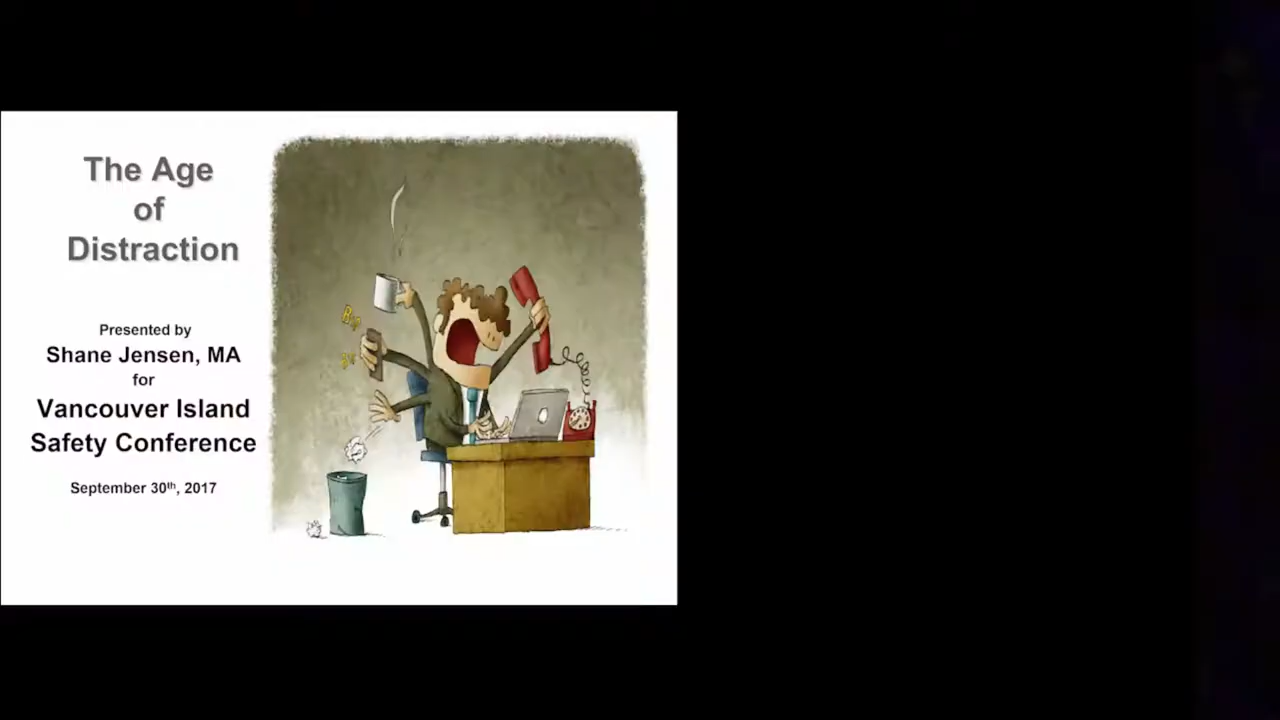 The Age
of
Distraction
Presented by
Shane Jensen, MA
for
Vancouver Island
Safety Conference
September 30th, 2017